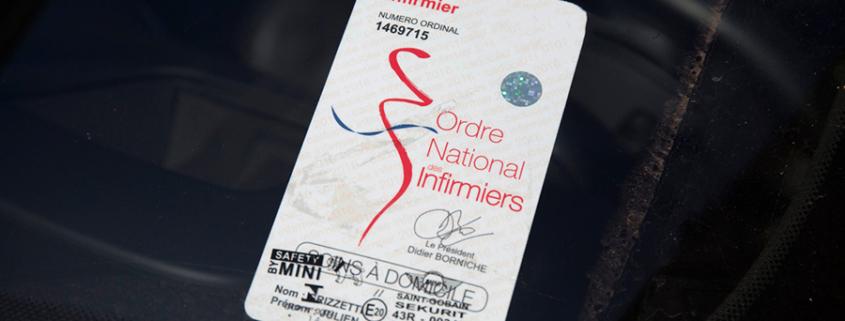 Infirmier
NUMERO ORDINAL
1469715
Ordre
National
des
Infirmiers
Le Président
Didier BORNICHE
SAFETY
BY MINI
SOINS À DOMICILE
Nom : RIZZETT
Prénom : JULIEN
E20
SAINT-GOBAIN
SEKURIT
43R -